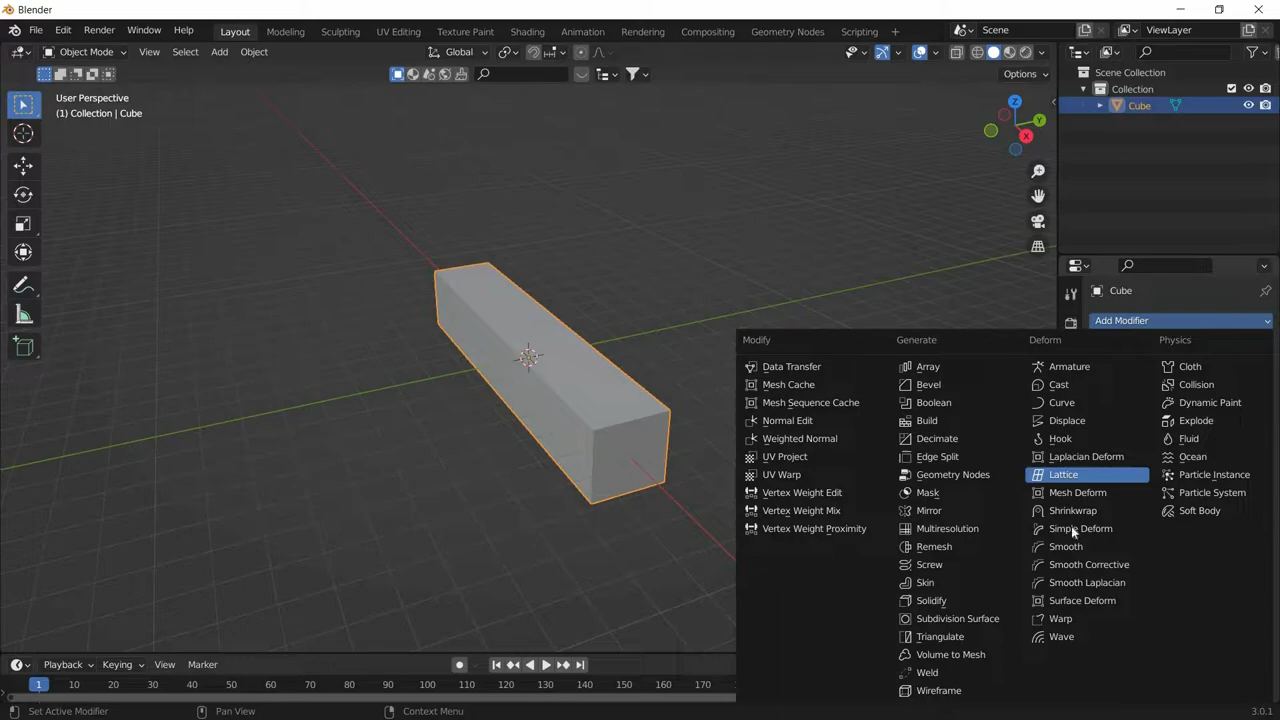 Blender
File Edit Render Window Help Layout Modeling Sculpting UV Editing Texture Paint Shading Animation Rendering Compositing Geometry Nodes Scripting + Scene ViewLayer
Object Mode View Select Add Object Global
Options
User Perspective
(1) Collection | Cube
Z
Y
X
Scene Collection
Collection
Cube
Cube
Add Modifier
Modify
Data Transfer
Mesh Cache
Mesh Sequence Cache
Normal Edit
Weighted Normal
UV Project
UV Warp
Vertex Weight Edit
Vertex Weight Mix
Vertex Weight Proximity
Generate
Array
Bevel
Boolean
Build
Decimate
Edge Split
Geometry Nodes
Mask
Mirror
Multiresolution
Remesh
Screw
Skin
Solidify
Subdivision Surface
Triangulate
Volume to Mesh
Weld
Wireframe
Deform
Armature
Cast
Curve
Displace
Hook
Laplacian Deform
Lattice
Mesh Deform
Shrinkwrap
Simple Deform
Smooth
Smooth Corrective
Smooth Laplacian
Surface Deform
Warp
Wave
Physics
Cloth
Collision
Dynamic Paint
Explode
Fluid
Ocean
Particle Instance
Particle System
Soft Body
Playback Keying View Marker
1 10 20 30 40 50 60 70 80 90 100 110 120 130 140 150 160 170
Set Active Modifier Pan View Context Menu 3.0.1